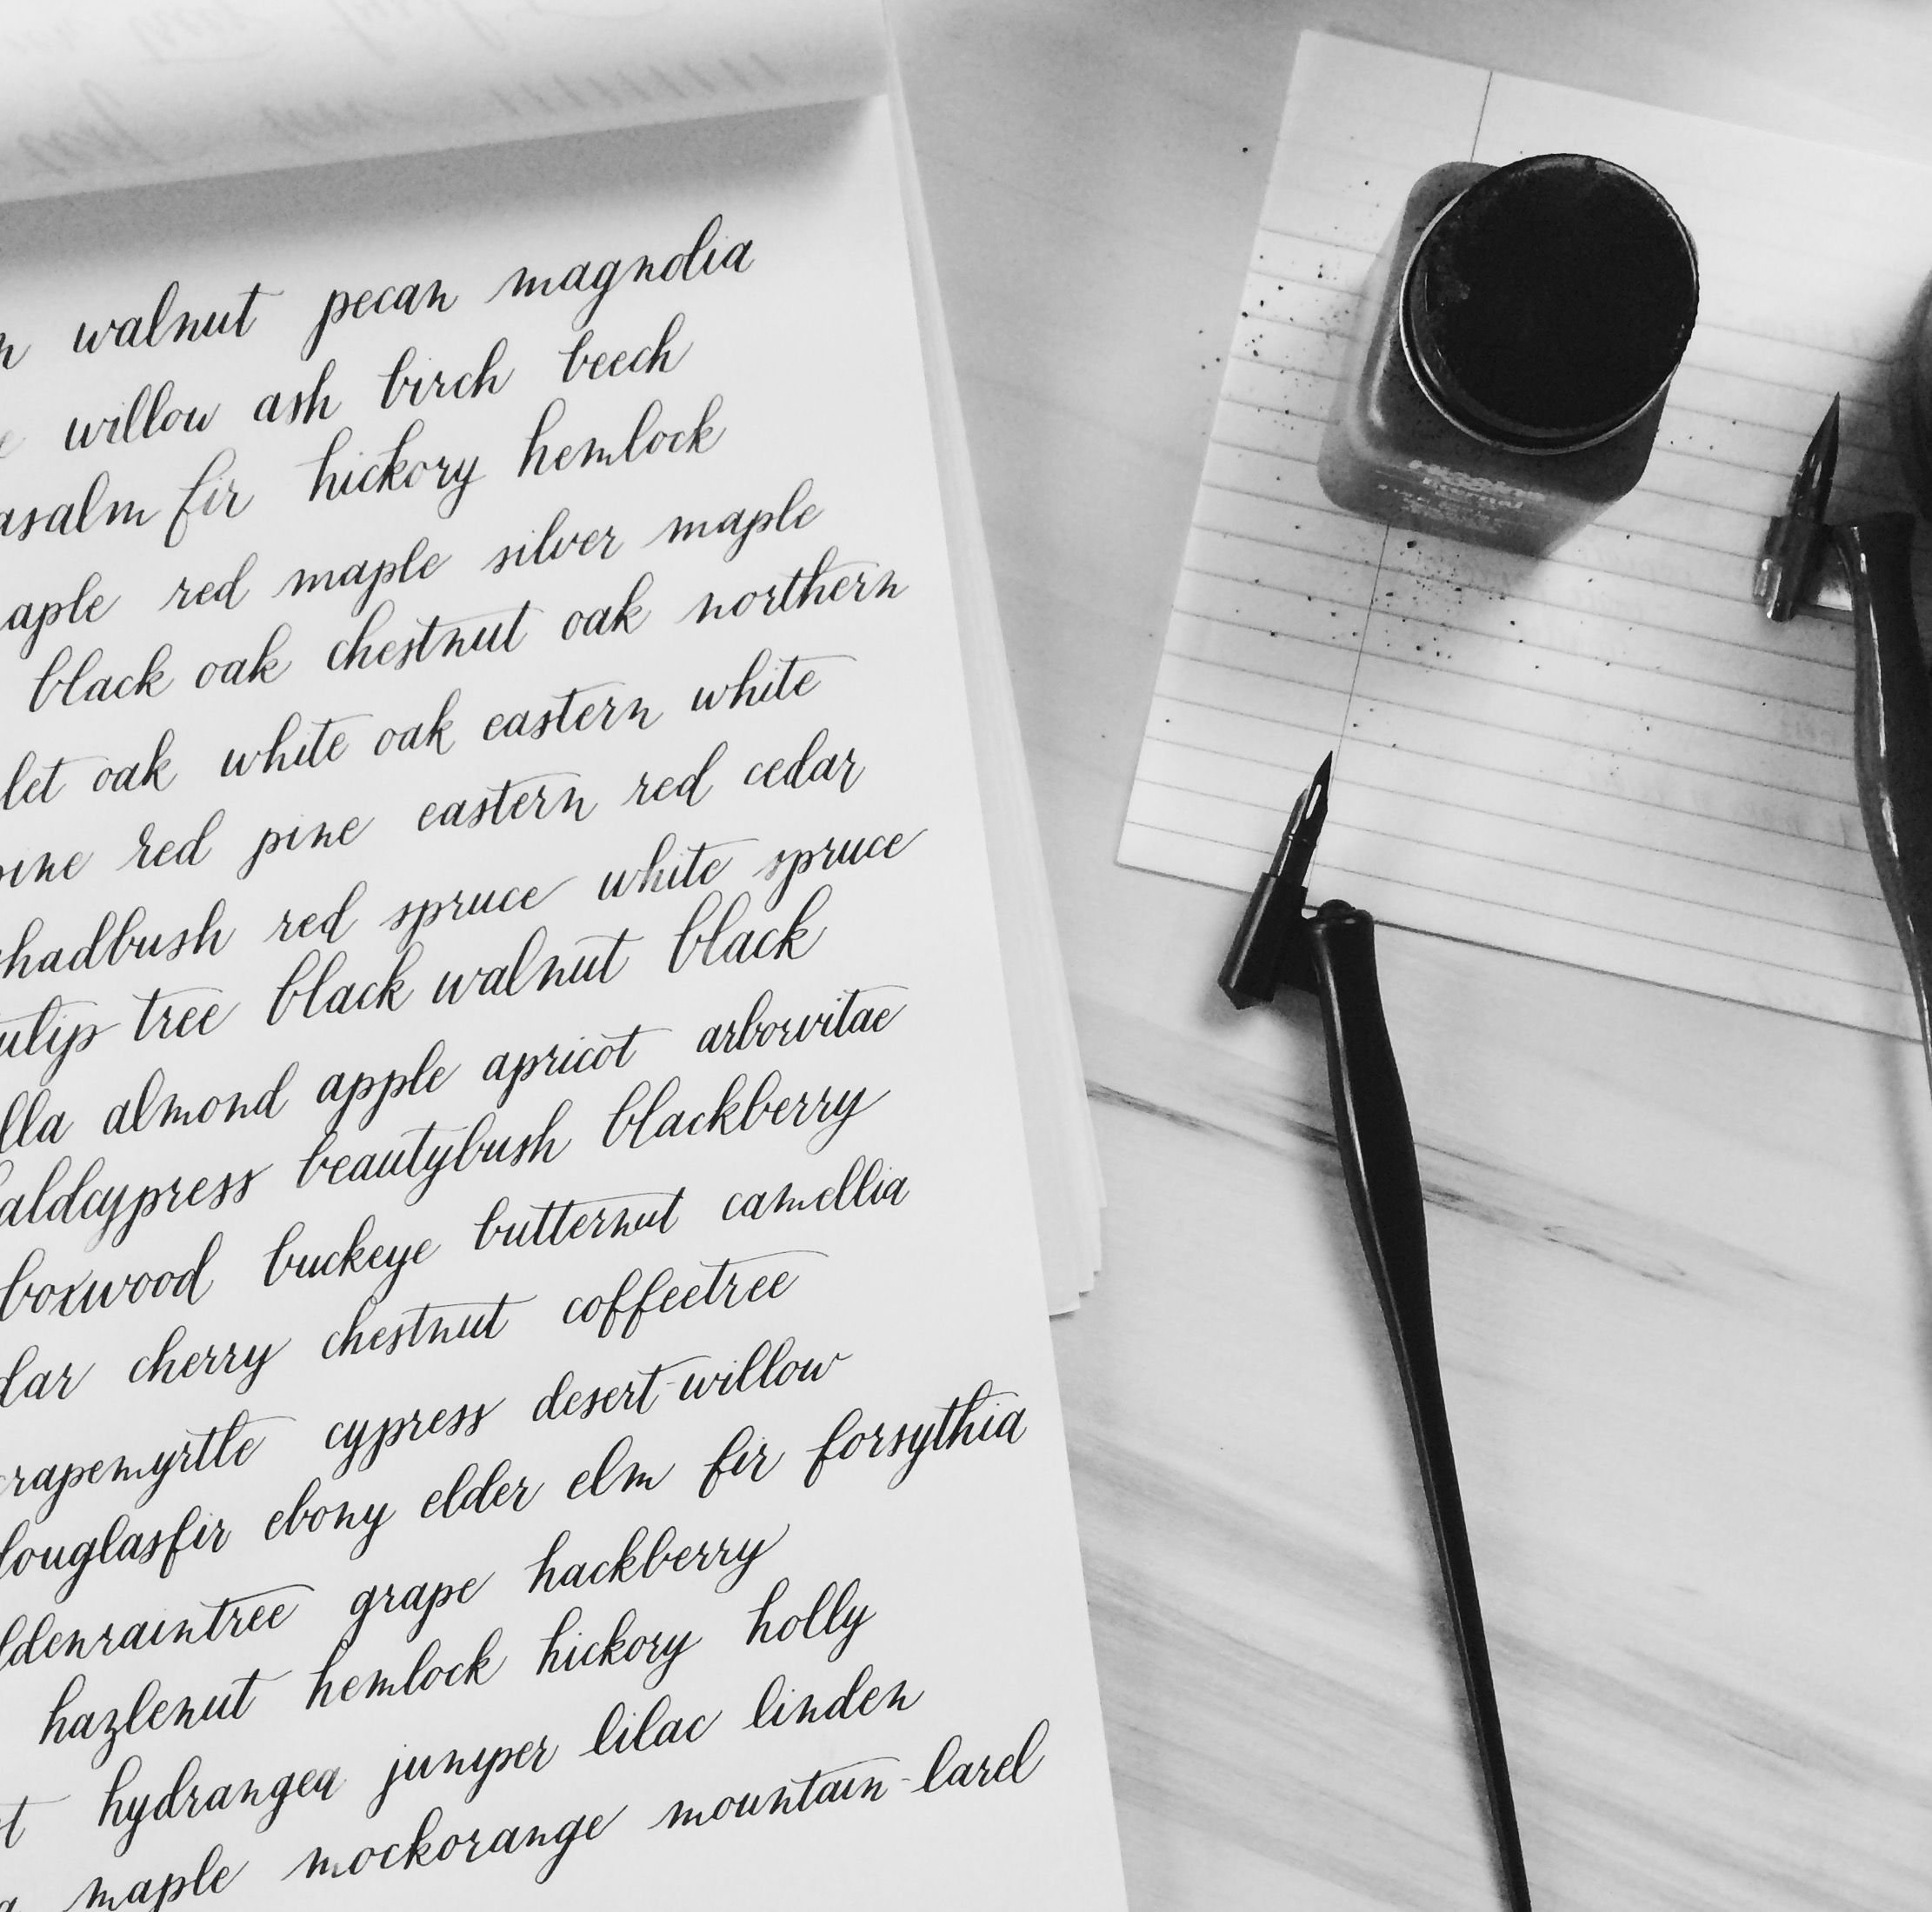 walnut pecan magnolia
willow ash birch beech
asalm fir hickory hemlock
aple red maple silver maple
black oak chestnut oak northern
let oak white oak eastern white
ine red pine eastern red cedar
hadbush red spruce white spruce
ulip tree black walnut black
lla almond apple apricot arborvitae
aldcypress beautybush blackberry
boxwood buckeye butternut camellia
dar cherry chestnut coffeetree
rapemyrtle cypress desert-willow
douglasfir ebony elder elm fir forsythia
ldenraintree grape hackberry
hazlenut hemlock hickory holly
t hydrangea juniper lilac linden
a maple mockorange mountain-larel
Higgins
Eternal